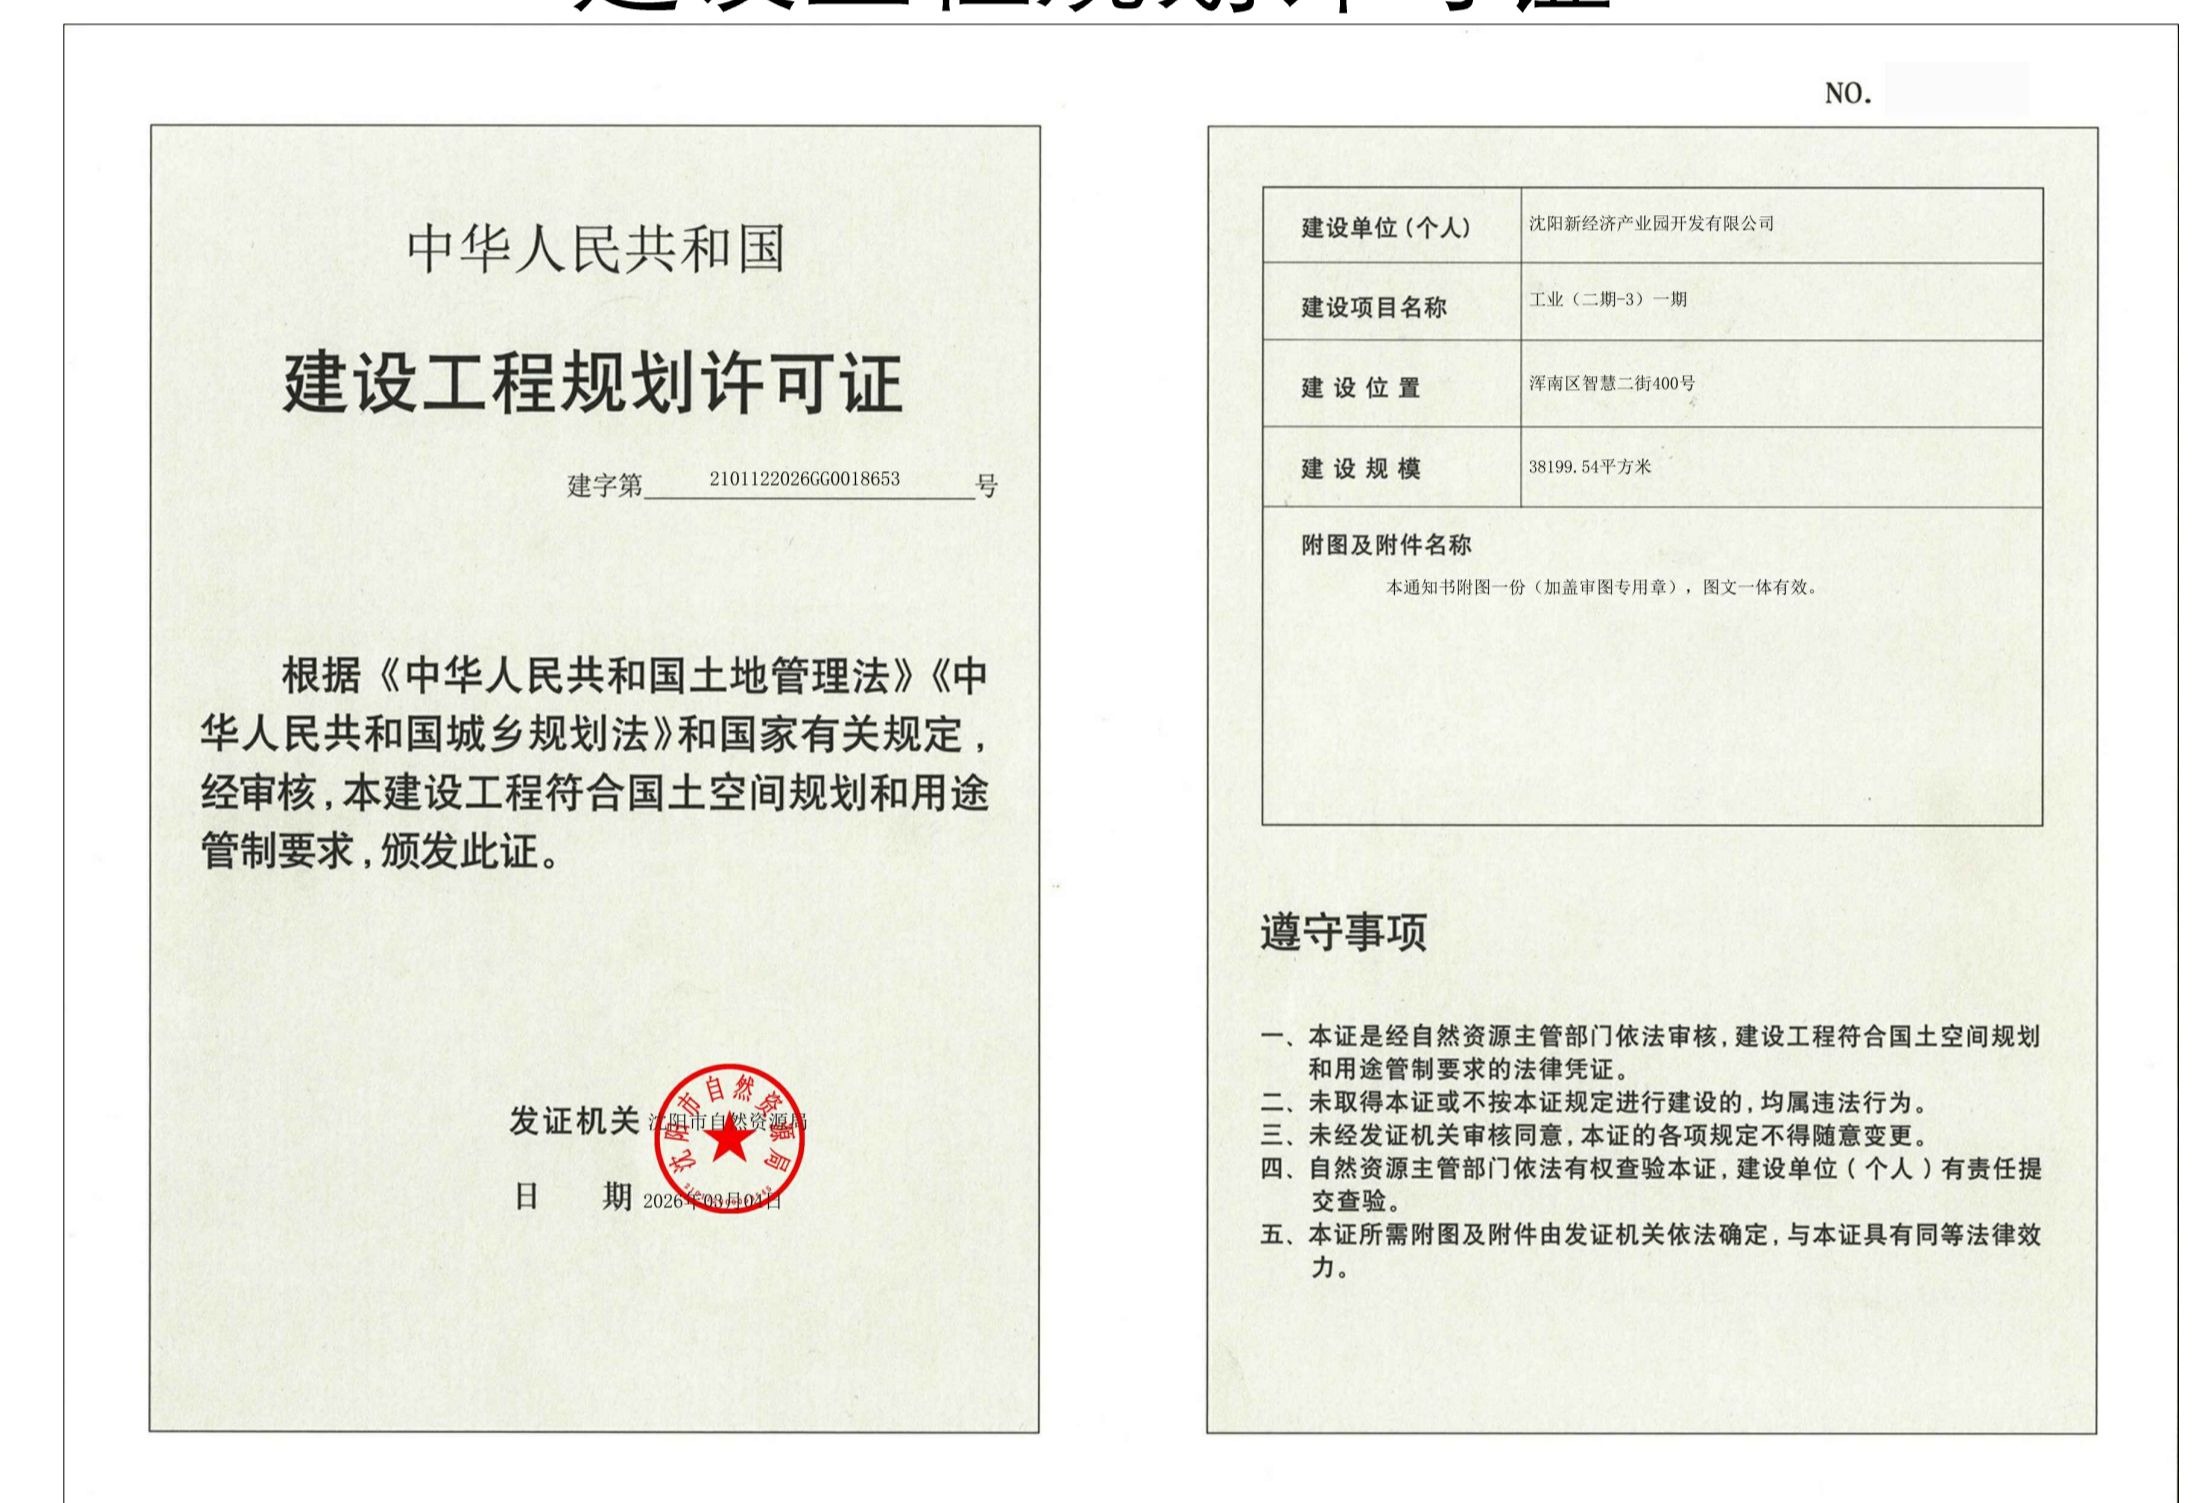 建设工程规划许可证
中华人民共和国
建设工程规划许可证
建字第 2101122026GG0018653 号
根据《中华人民共和国土地管理法》《中
华人民共和国城乡规划法》和国家有关规定,
经审核,本建设工程符合国土空间规划和用途
管制要求,颁发此证。
发证机关 沈阳市自然资源局
沈阳市自然资源局
日 期 2026年03月04日
NO.
建设单位(个人) 沈阳新经济产业园开发有限公司
建设项目名称 工业（二期-3）一期
建设位置 浑南区智慧二街400号
建设规模 38199.54平方米
附图及附件名称
本通知书附图一份（加盖审图专用章），图文一体有效。
遵守事项
一、本证是经自然资源主管部门依法审核,建设工程符合国土空间规划
和用途管制要求的法律凭证。
二、未取得本证或不按本证规定进行建设的,均属违法行为。
三、未经发证机关审核同意,本证的各项规定不得随意变更。
四、自然资源主管部门依法有权查验本证,建设单位(个人)有责任提
交查验。
五、本证所需附图及附件由发证机关依法确定,与本证具有同等法律效
力。